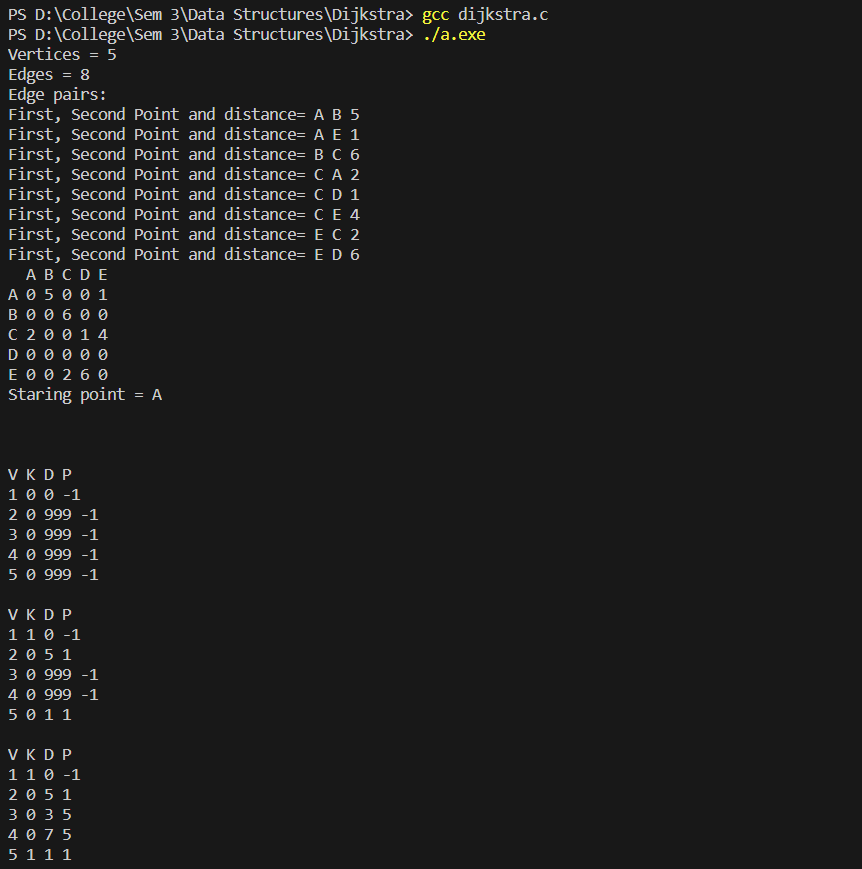 PS D:\College\Sem 3\Data Structures\Dijkstra> gcc dijkstra.c
PS D:\College\Sem 3\Data Structures\Dijkstra> ./a.exe
Vertices = 5
Edges = 8
Edge pairs:
First, Second Point and distance= A B 5
First, Second Point and distance= A E 1
First, Second Point and distance= B C 6
First, Second Point and distance= C A 2
First, Second Point and distance= C D 1
First, Second Point and distance= C E 4
First, Second Point and distance= E C 2
First, Second Point and distance= E D 6
  A B C D E
A 0 5 0 0 1
B 0 0 6 0 0
C 2 0 0 1 4
D 0 0 0 0 0
E 0 0 2 6 0
Staring point = A
V K D P
1 0 0 -1
2 0 999 -1
3 0 999 -1
4 0 999 -1
5 0 999 -1
V K D P
1 1 0 -1
2 0 5 1
3 0 999 -1
4 0 999 -1
5 0 1 1
V K D P
1 1 0 -1
2 0 5 1
3 0 3 5
4 0 7 5
5 1 1 1